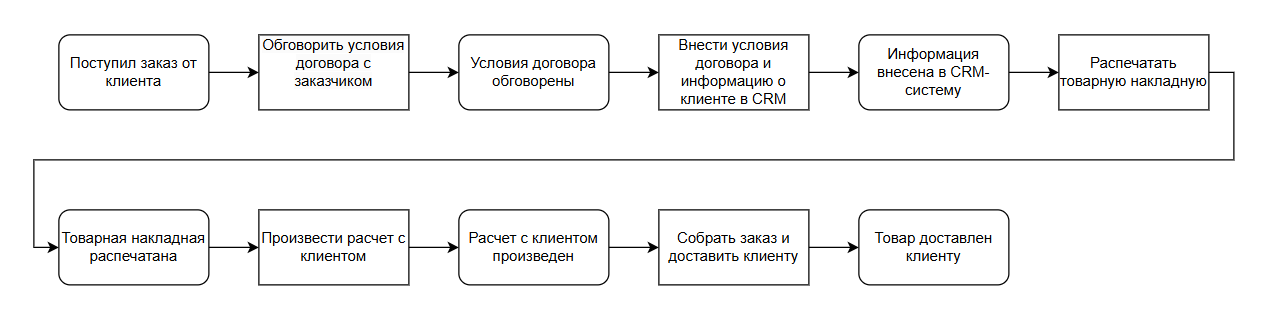 Поступил заказ от
клиента
Обговорить условия
договора с
заказчиком
Условия договора
обговорены
Внести условия
договора и
информацию о
клиенте в CRM
Информация
внесена в CRM-
систему
Распечатать
товарную накладную
Товарная накладная
распечатана
Произвести расчет с
клиентом
Расчет с клиентом
произведен
Собрать заказ и
доставить клиенту
Товар доставлен
клиенту